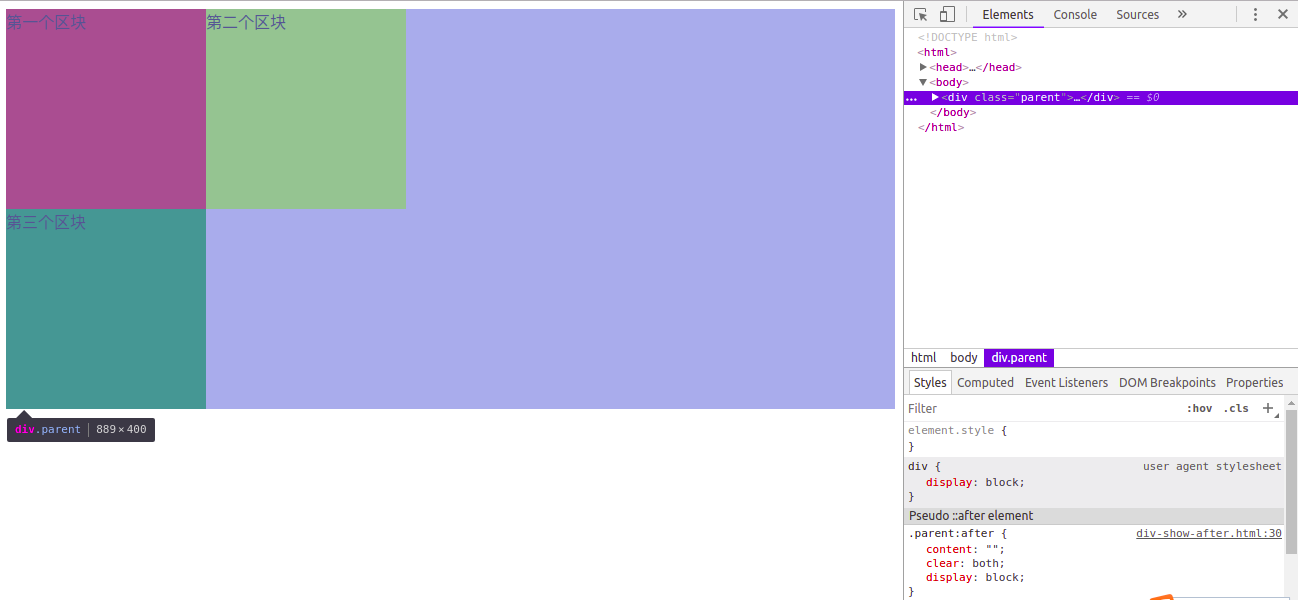 第一个区块
第二个区块
第三个区块
div.parent | 889×400
Elements Console Sources »
<!DOCTYPE html>
<html>
▶<head>…</head>
▼<body>
… ▶<div class="parent">…</div> == $0
</body>
</html>
html body div.parent
Styles Computed Event Listeners DOM Breakpoints Properties
Filter :hov .cls +
element.style {
}
div { user agent stylesheet
display: block;
}
Pseudo ::after element
.parent:after { div-show-after.html:30
content: "";
clear: both;
display: block;
}